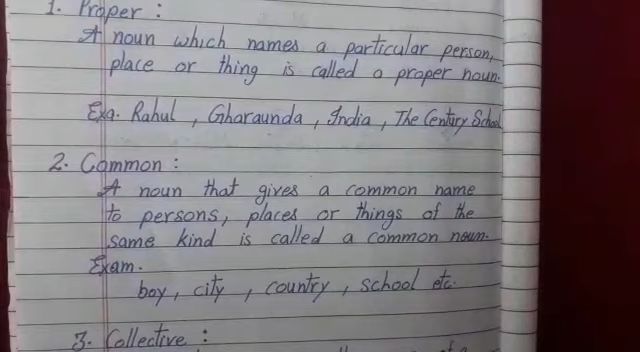 1. Proper :
A noun which names a particular person,
place or thing is called a proper noun.
Exa. Rahul , Gharaunda , India , The Century School
2. Common :
A noun that gives a common name
to persons, places or things of the
same kind is called a common noun.
Exam.
boy, city , country , school etc.
3. Collective :